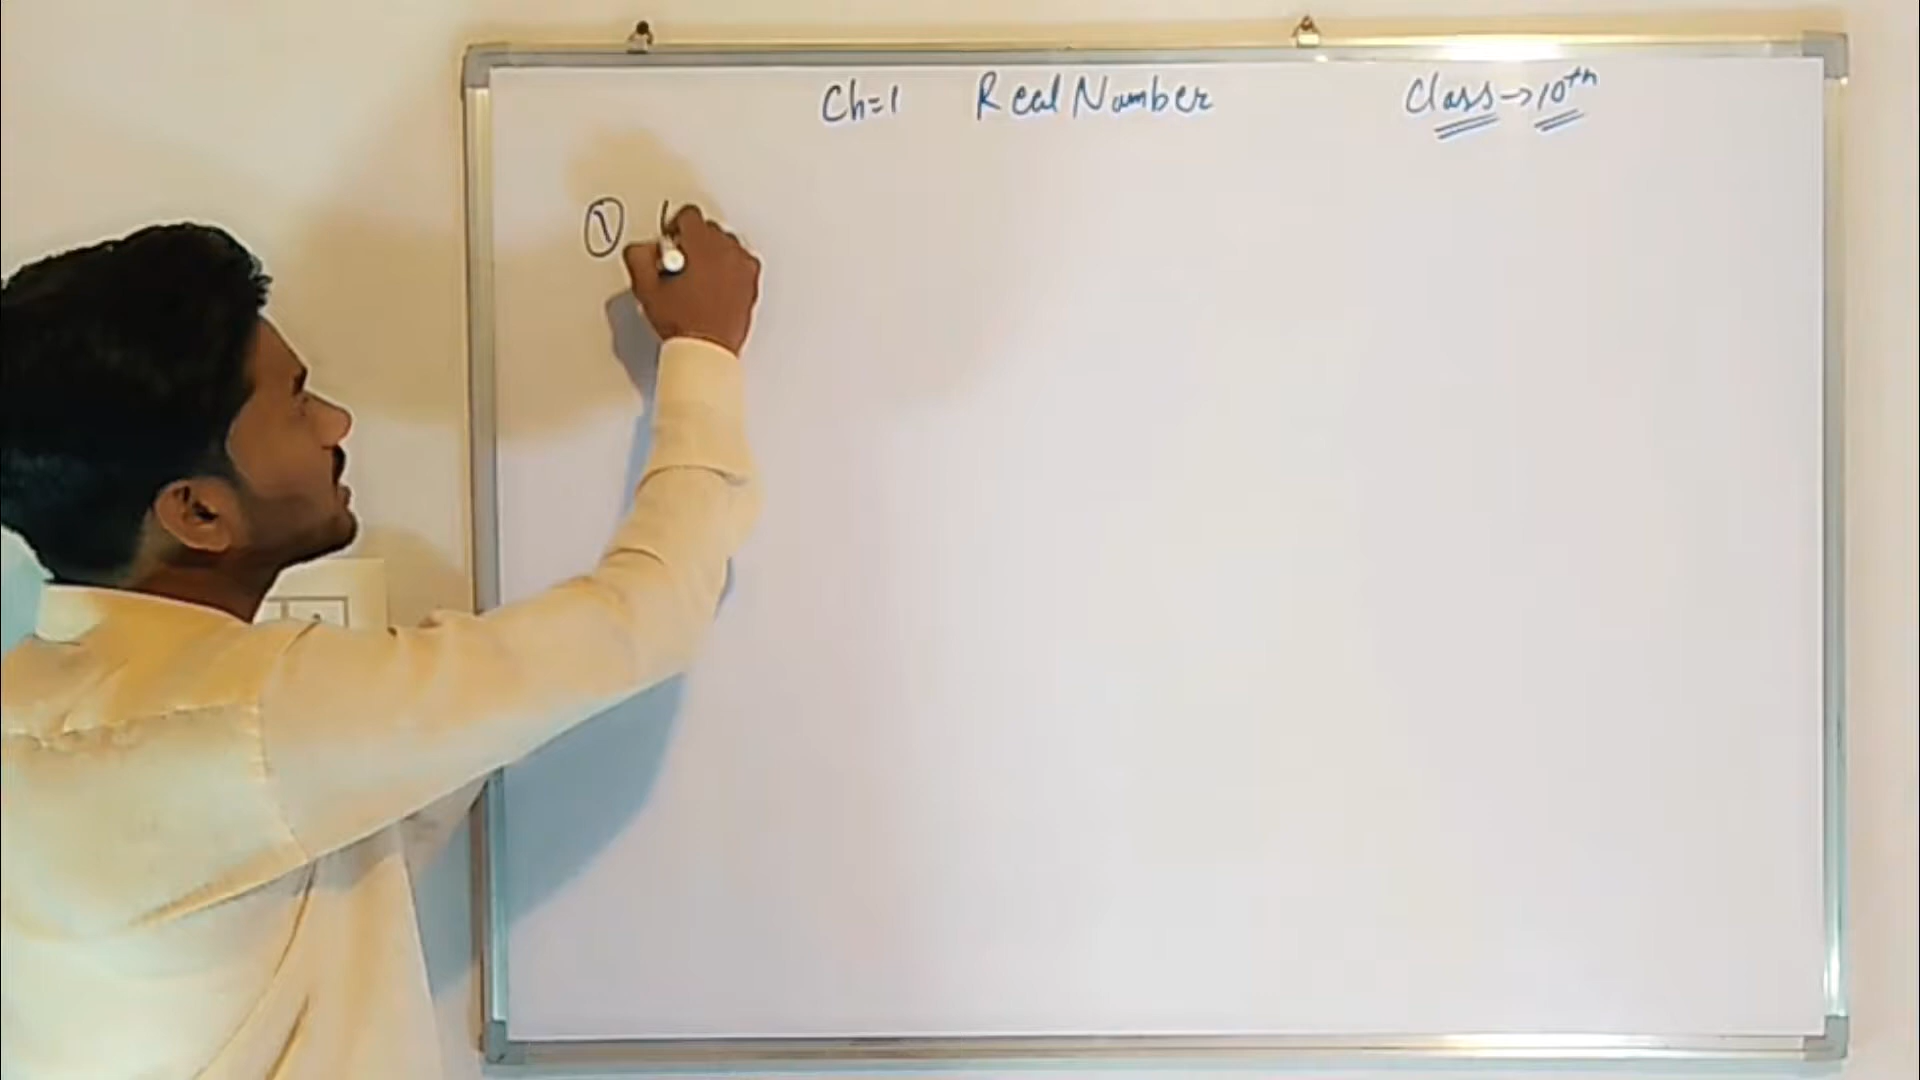 Ch=1 Real Number Class→10th
①